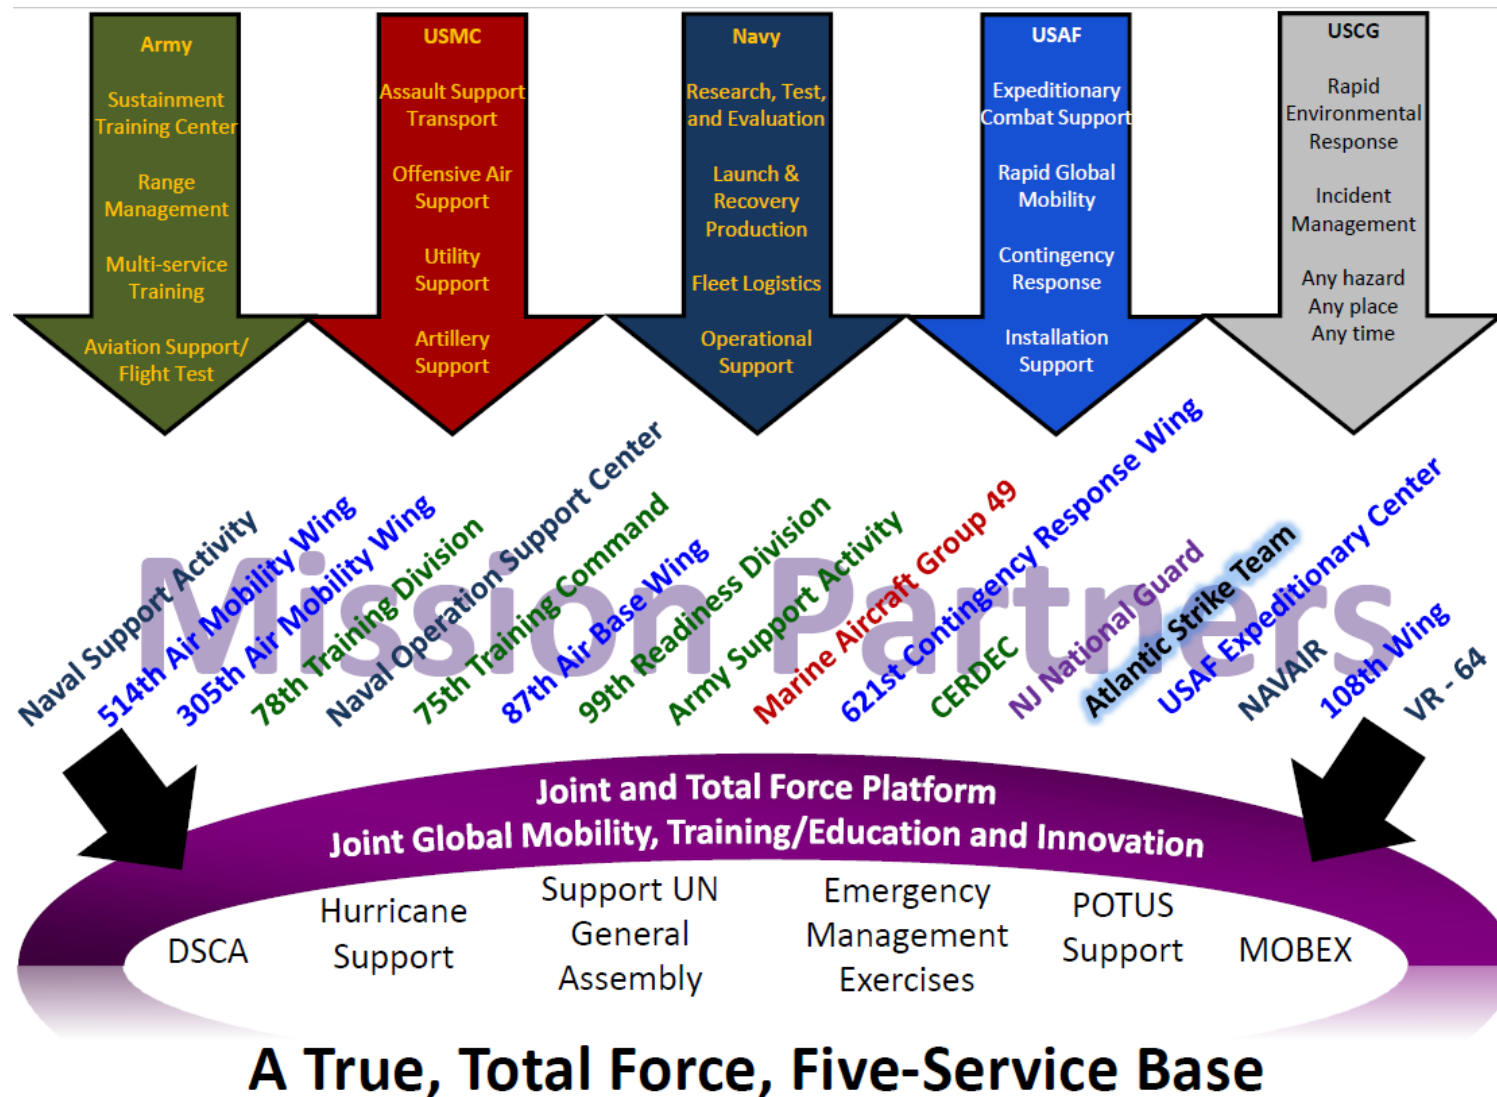 Army
Sustainment
Training Center
Range
Management
Multi-service
Training
Aviation Support/
Flight Test
USMC
Assault Support
Transport
Offensive Air
Support
Utility
Support
Artillery
Support
Navy
Research, Test,
and Evaluation
Launch &
Recovery
Production
Fleet Logistics
Operational
Support
USAF
Expeditionary
Combat Support
Rapid Global
Mobility
Contingency
Response
Installation
Support
USCG
Rapid
Environmental
Response
Incident
Management
Any hazard
Any place
Any time
Mission Partners
Naval Support Activity
514th Air Mobility Wing
305th Air Mobility Wing
78th Training Division
Naval Operation Support Center
75th Training Command
87th Air Base Wing
99th Readiness Division
Army Support Activity
Marine Aircraft Group 49
621st Contingency Response Wing
CERDEC
NJ National Guard
Atlantic Strike Team
USAF Expeditionary Center
NAVAIR
108th Wing
VR - 64
Joint and Total Force Platform
Joint Global Mobility, Training/Education and Innovation
DSCA
Hurricane
Support
Support UN
General
Assembly
Emergency
Management
Exercises
POTUS
Support
MOBEX
A True, Total Force, Five-Service Base